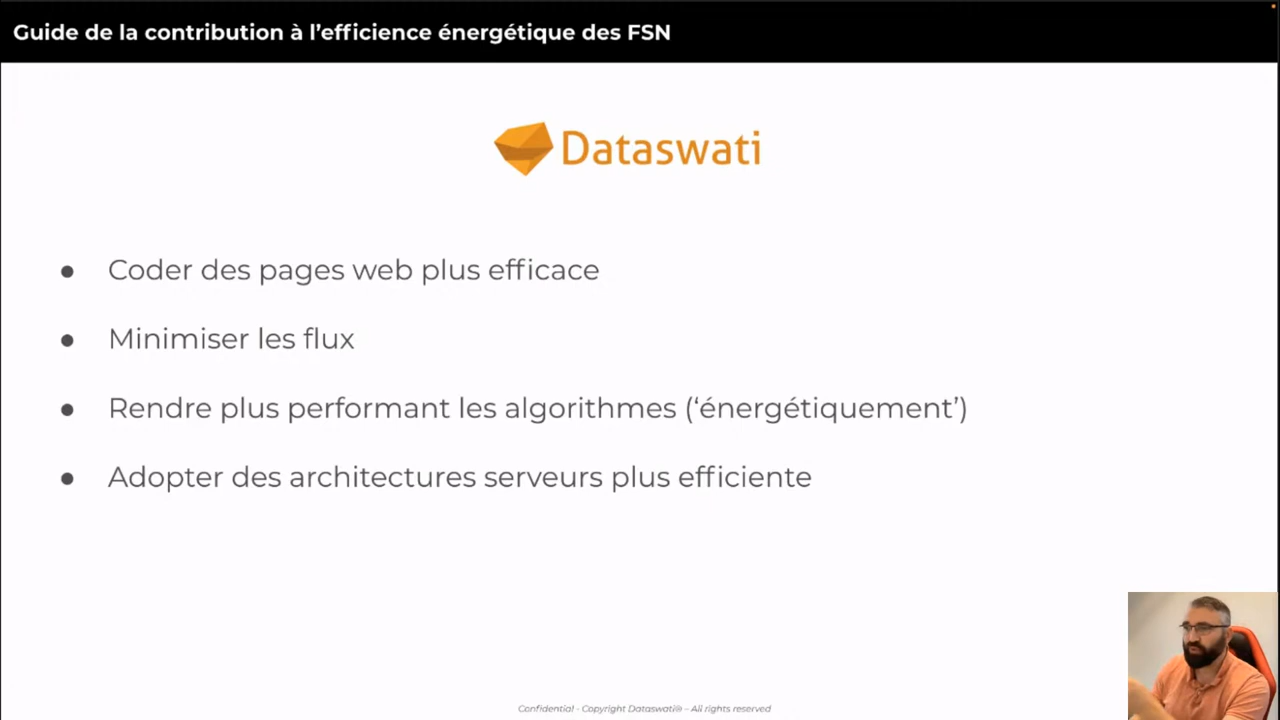 Guide de la contribution à l’efficience énergétique des FSN
Dataswati
● Coder des pages web plus efficace
● Minimiser les flux
● Rendre plus performant les algorithmes (‘énergétiquement’)
● Adopter des architectures serveurs plus efficiente
Confidential - Copyright Dataswati® - All rights reserved